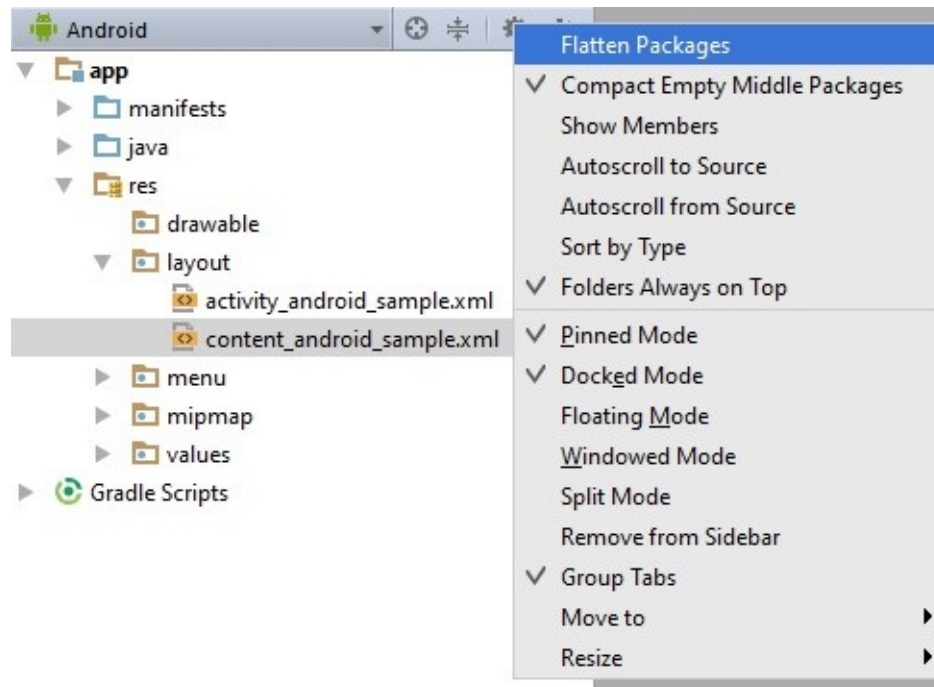 Android
app
manifests
java
res
drawable
layout
activity_android_sample.xml
content_android_sample.xml
menu
mipmap
values
Gradle Scripts
Flatten Packages
Compact Empty Middle Packages
Show Members
Autoscroll to Source
Autoscroll from Source
Sort by Type
Folders Always on Top
Pinned Mode
Docked Mode
Floating Mode
Windowed Mode
Split Mode
Remove from Sidebar
Group Tabs
Move to
Resize